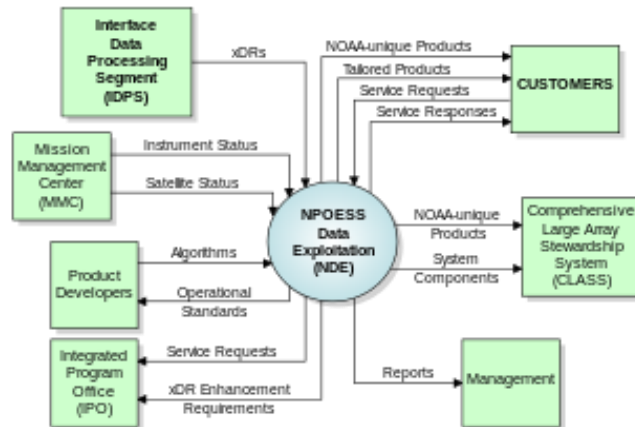 Interface
Data
Processing
Segment
(IDPS)
xDRs
NOAA-unique Products
Tailored Products
Service Requests
Service Responses
CUSTOMERS
Mission
Management
Center
(MMC)
Instrument Status
Satellite Status
NPOESS
Data
Exploitation
(NDE)
NOAA-unique
Products
System
Components
Comprehensive
Large Array
Stewardship
System
(CLASS)
Product
Developers
Algorithms
Operational
Standards
Integrated
Program
Office
(IPO)
Service Requests
xDR Enhancement
Requirements
Reports
Management